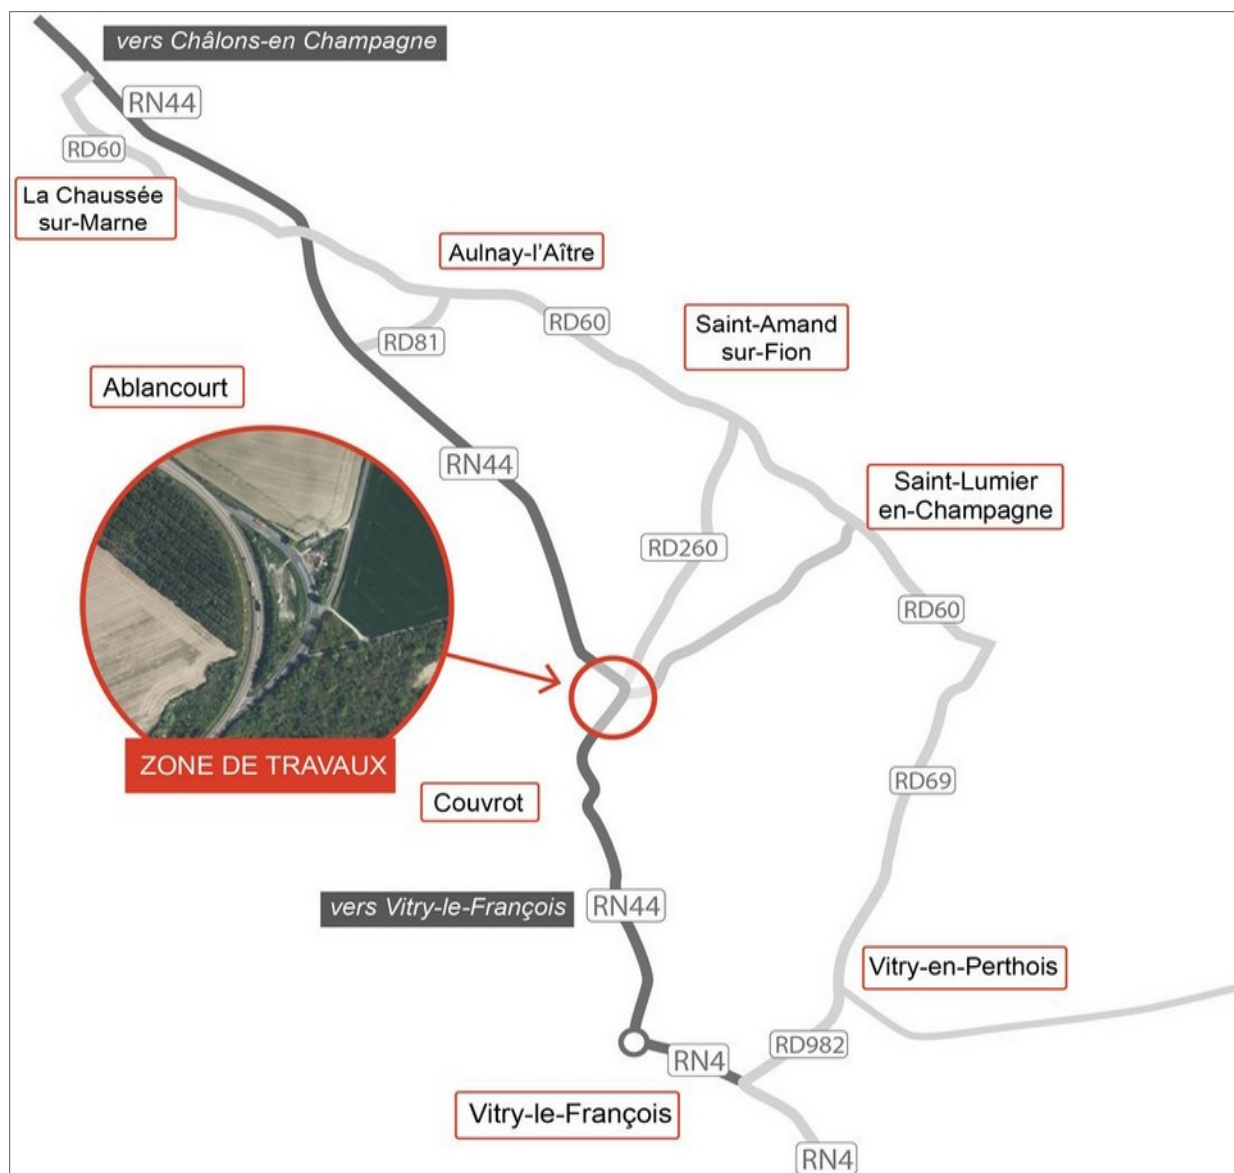 vers Châlons-en Champagne
RN44
RD60
La Chaussée
sur-Marne
Aulnay-l'Aître
RD60
Saint-Amand
sur-Fion
RD81
Ablancourt
RN44
Saint-Lumier
en-Champagne
RD260
RD60
ZONE DE TRAVAUX
RD69
Couvrot
vers Vitry-le-François
RN44
Vitry-en-Perthois
RD982
RN4
Vitry-le-François
RN4